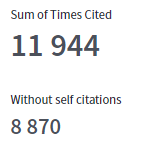 Sum of Times Cited
11 944
Without self citations
8 870